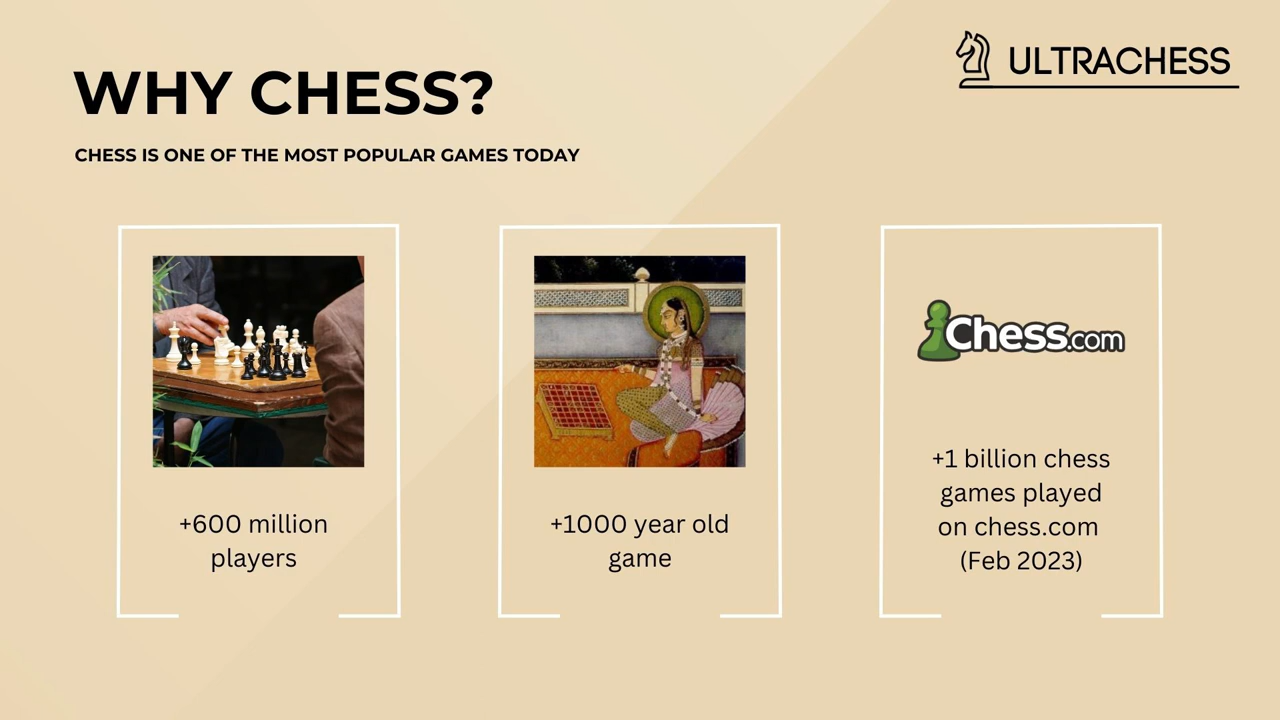 ULTRACHESS
WHY CHESS?
CHESS IS ONE OF THE MOST POPULAR GAMES TODAY
+600 million
players
+1000 year old
game
Chess.com
+1 billion chess
games played
on chess.com
(Feb 2023)